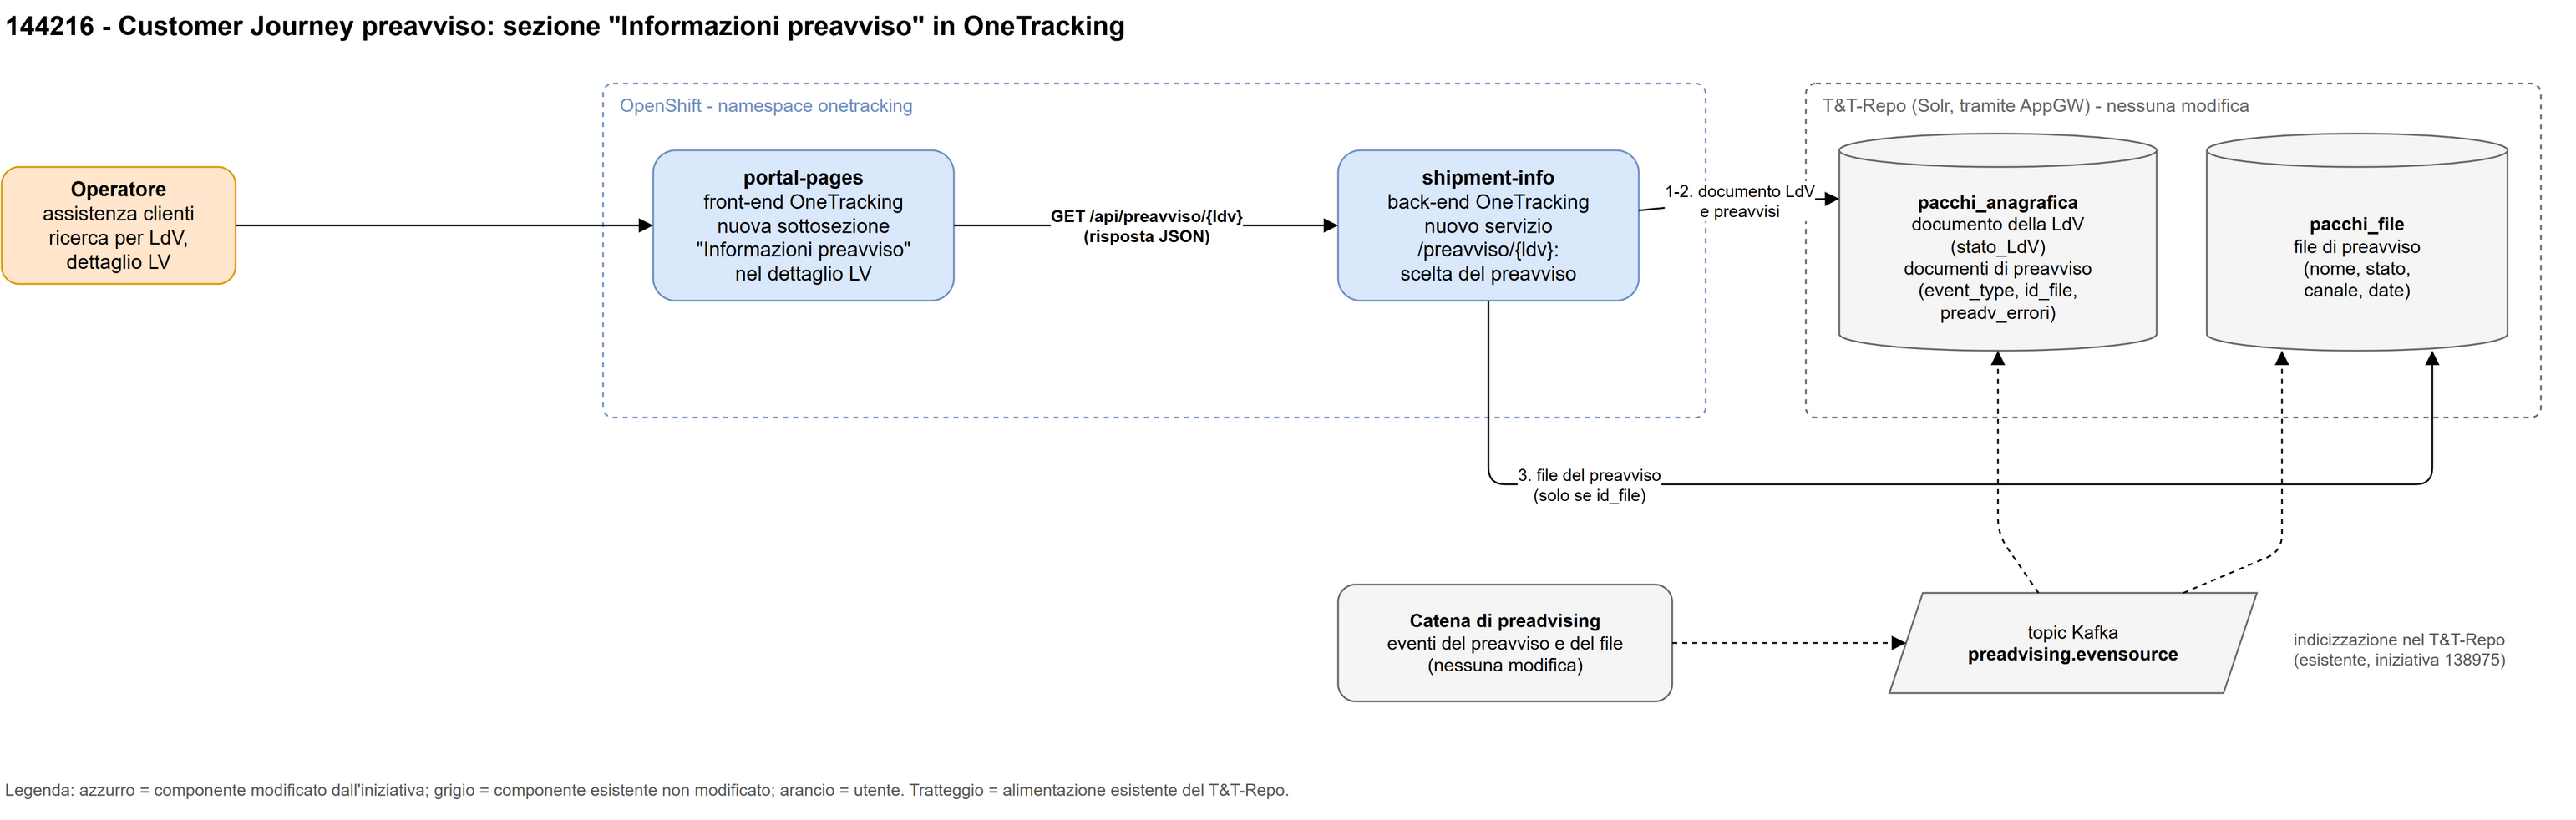 144216 - Customer Journey preavviso: sezione "Informazioni preavviso" in OneTracking
OpenShift - namespace onetracking
T&T-Repo (Solr, tramite AppGW) - nessuna modifica
Operatore
assistenza clienti
ricerca per LdV,
dettaglio LV
portal-pages
front-end OneTracking
nuova sottosezione
"Informazioni preavviso"
nel dettaglio LV
GET /api/preavviso/{ldv}
(risposta JSON)
shipment-info
back-end OneTracking
nuovo servizio
/preavviso/{ldv}:
scelta del preavviso
1-2. documento LdV
e preavvisi
pacchi_anagrafica
documento della LdV
(stato_LdV)
documenti di preavviso
(event_type, id_file,
preadv_errori)
pacchi_file
file di preavviso
(nome, stato,
canale, date)
3. file del preavviso
(solo se id_file)
Catena di preadvising
eventi del preavviso e del file
(nessuna modifica)
topic Kafka
preadvising.evensource
indicizzazione nel T&T-Repo
(esistente, iniziativa 138975)
Legenda: azzurro = componente modificato dall'iniziativa; grigio = componente esistente non modificato; arancio = utente. Tratteggio = alimentazione esistente del T&T-Repo.